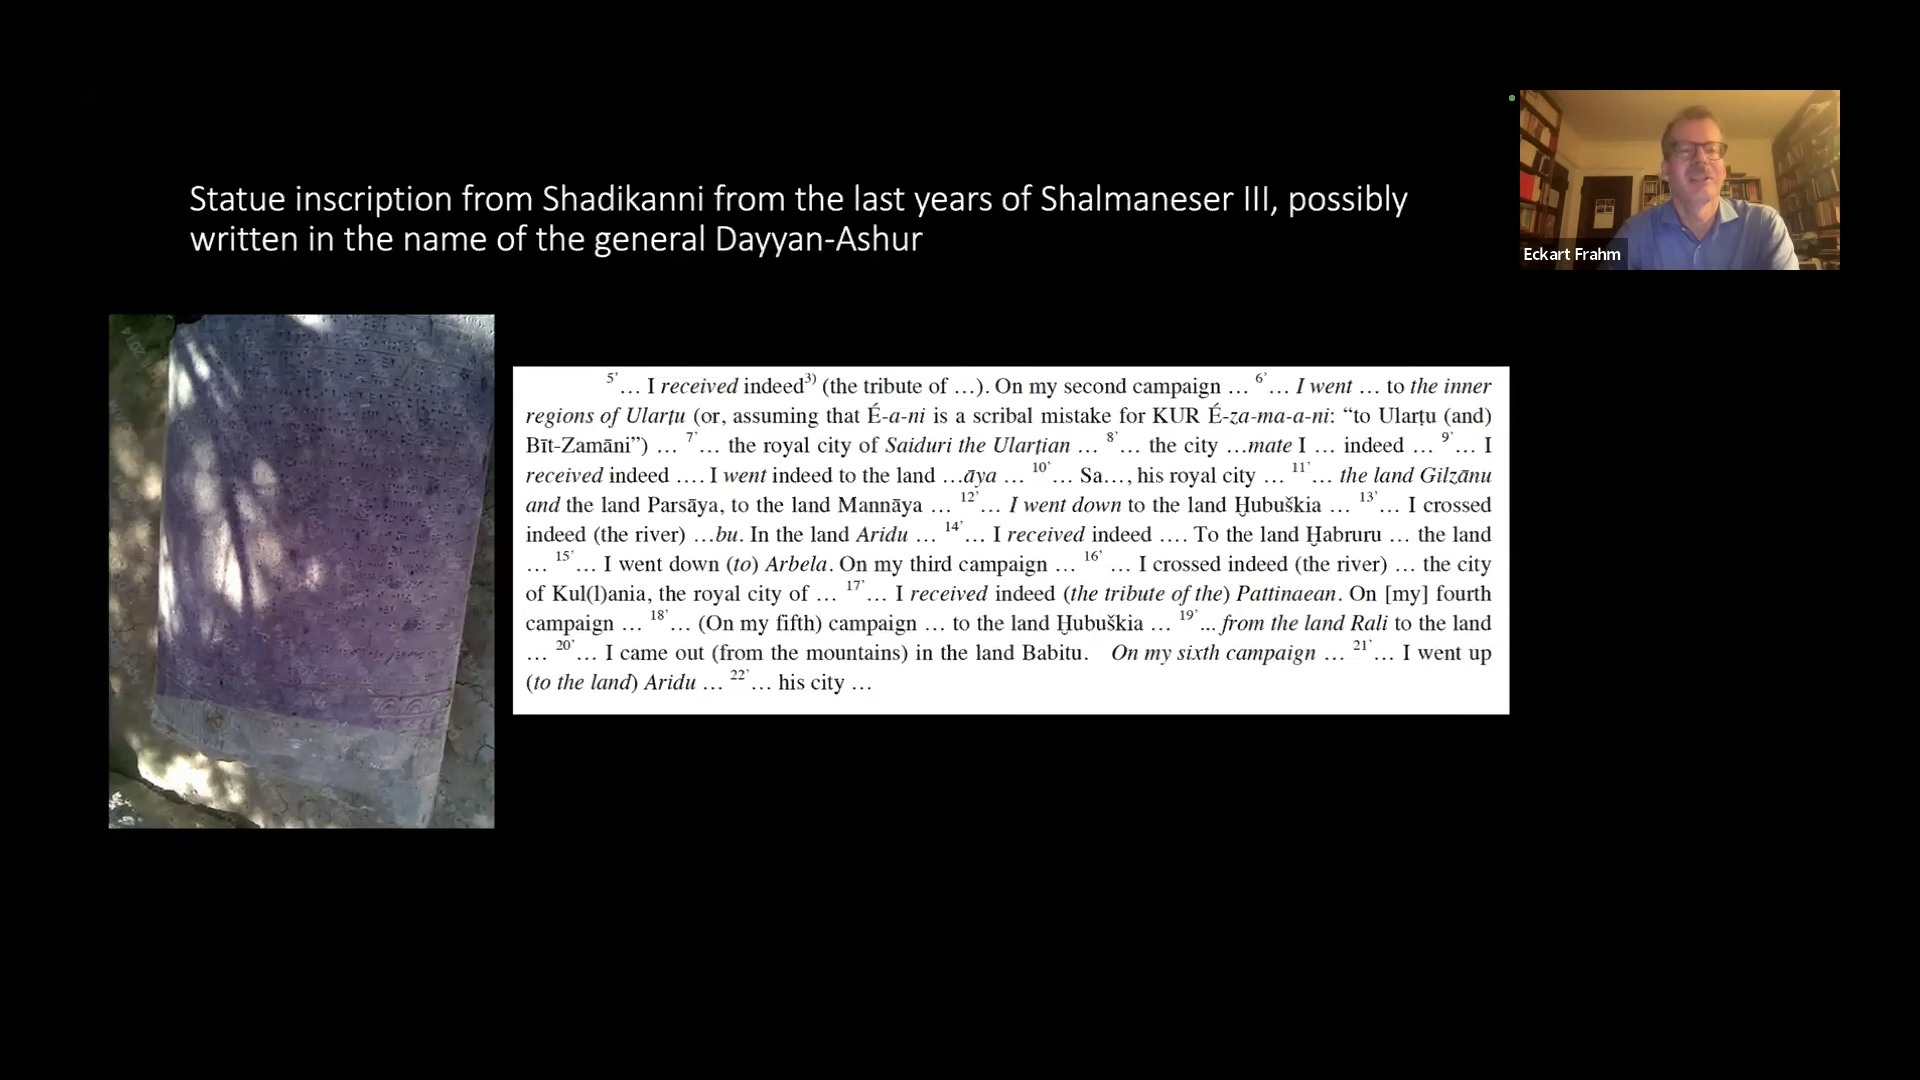 Statue inscription from Shadikanni from the last years of Shalmaneser III, possibly
written in the name of the general Dayyan-Ashur
Eckart Frahm
5’… I received indeed3) (the tribute of …). On my second campaign … 6’… I went … to the inner
regions of Ularṭu (or, assuming that É-a-ni is a scribal mistake for KUR É-za-ma-a-ni: “to Ularṭu (and)
Bīt-Zamāni”) … 7’… the royal city of Saiduri the Ularṭian … 8’… the city …mate I … indeed … 9’… I
received indeed …. I went indeed to the land …āya … 10’… Sa…, his royal city … 11’… the land Gilzānu
and the land Parsāya, to the land Mannāya … 12’… I went down to the land Ḫubuškia … 13’… I crossed
indeed (the river) …bu. In the land Aridu … 14’… I received indeed …. To the land Ḫabruru … the land
… 15’… I went down (to) Arbela. On my third campaign … 16’ … I crossed indeed (the river) … the city
of Kul(l)ania, the royal city of … 17’… I received indeed (the tribute of the) Pattinaean. On [my] fourth
campaign … 18’… (On my fifth) campaign … to the land Ḫubuškia … 19’... from the land Rali to the land
… 20’… I came out (from the mountains) in the land Babitu. On my sixth campaign … 21’… I went up
(to the land) Aridu … 22’… his city …